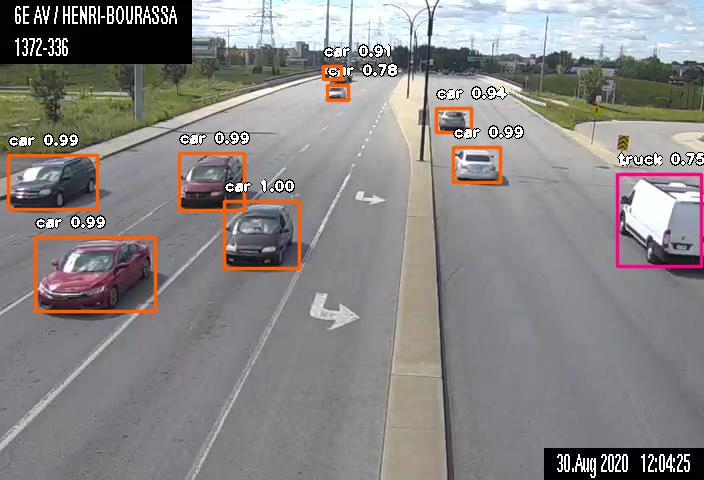 6E AV / HENRI-BOURASSA
1372-336
car 0.91
car 0.78
car 0.94
car 0.99
car 0.99
car 0.99
truck 0.75
car 1.00
car 0.99
30.Aug 2020 12:04:25